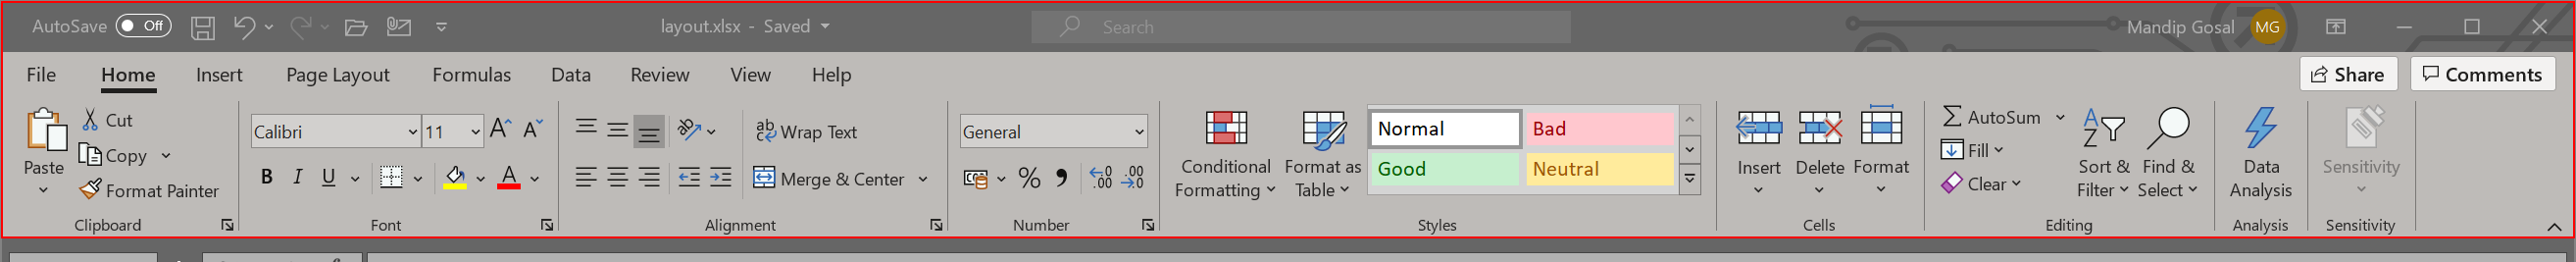 AutoSave Off layout.xlsx - Saved Search Mandip Gosal MG
File Home Insert Page Layout Formulas Data Review View Help Share Comments
Paste
Cut
Copy
Format Painter
Clipboard
Calibri 11
B I U A
Font
Wrap Text
Merge & Center
Alignment
General
% 9 .00 .00
Number
Conditional Formatting
Format as Table
Normal Bad
Good Neutral
Styles
Insert Delete Format
Cells
AutoSum
Fill
Clear
Sort & Filter
Find & Select
Editing
Data Analysis
Analysis
Sensitivity
Sensitivity